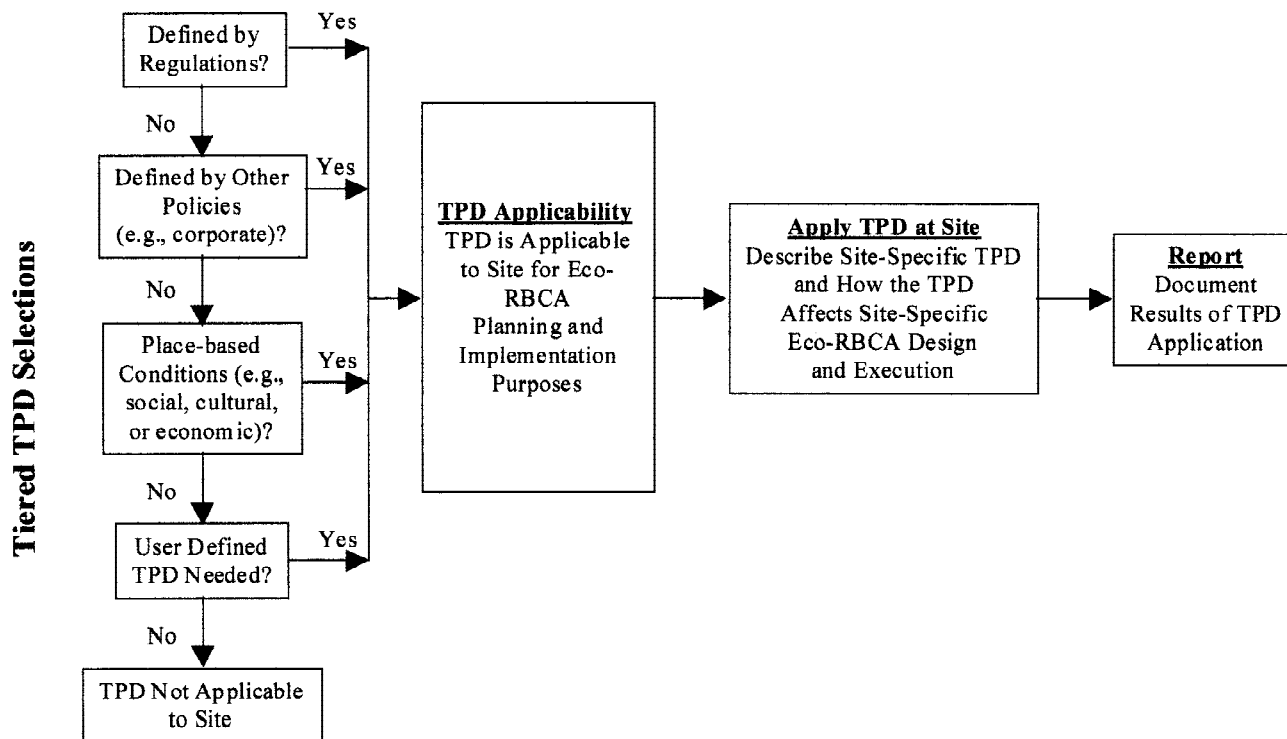 Tiered TPD Selections
Defined by
Regulations?
Yes
No
Defined by Other
Policies
(e.g., corporate)?
Yes
No
Place-based
Conditions (e.g.,
social, cultural,
or economic)?
Yes
No
User Defined
TPD Needed?
Yes
No
TPD Not Applicable
to Site
TPD Applicability
TPD is Applicable
to Site for Eco-
RBCA
Planning and
Implementation
Purposes
Apply TPD at Site
Describe Site-Specific TPD
and How the TPD
Affects Site-Specific
Eco-RBCA Design
and Execution
Report
Document
Results of TPD
Application